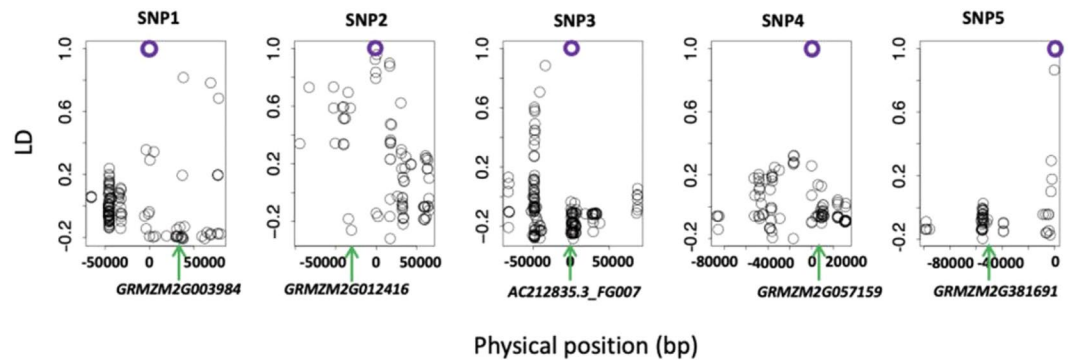 SNP1 SNP2 SNP3 SNP4 SNP5
LD
1.0 1.0 1.0 1.0 1.0
0.6 0.6 0.6 0.6 0.6
0.2 0.2 0.2 0.2 0.2
−0.2 −0.2 −0.2 −0.2 −0.2
-50000 0 50000 -50000 0 50000 -50000 0 50000 -80000 -40000 0 20000 -80000 -40000 0
GRMZM2G003984 GRMZM2G012416 AC212835.3_FG007 GRMZM2G057159 GRMZM2G381691
Physical position (bp)